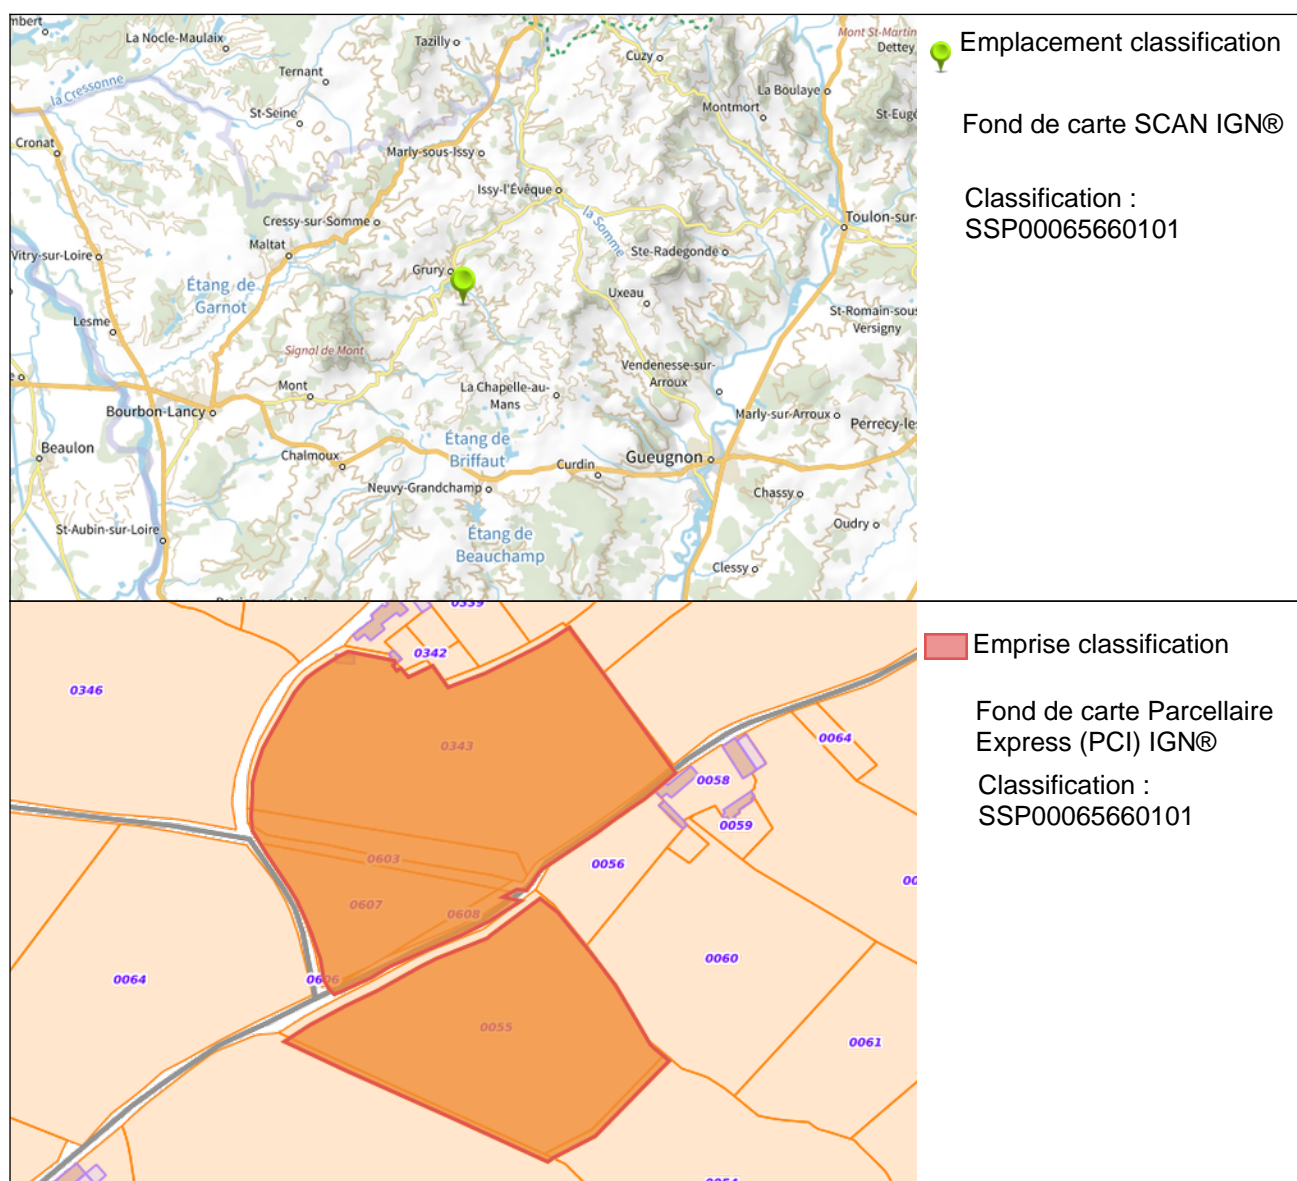 mbert
La Nocle-Maulaix
Tazilly
Cuzy
Mont St-Martin
Dettey
Ternant
la Cressonne
La Boulaye
St-Seine
Montmort
St-Eugé
Cronat
Marly-sous-Issy
Issy-l'Évêque
la Somme
Cressy-sur-Somme
Toulon-sur-
Maltat
Vitry-sur-Loire
Ste-Radegonde
Grury
Étang de
Garnot
Uxeau
Lesme
St-Romain-sous
Versigny
Signal de Mont
Vendenesse-sur-
Arroux
Mont
La Chapelle-au-
Mans
Bourbon-Lancy
Marly-sur-Arroux
Perrecy-le
Beaulon
Étang de
Briffaut
Chalmoux
Curdin
Gueugnon
Neuvy-Grandchamp
Chassy
St-Aubin-sur-Loire
Étang de
Beauchamp
Oudry
Clessy
Emplacement classification
Fond de carte SCAN IGN®
Classification :
SSP00065660101
0339
0342
0346
0343
0064
0058
0059
0603
0056
0607
0608
0060
0064
0606
0055
0061
Emprise classification
Fond de carte Parcellaire
Express (PCI) IGN®
Classification :
SSP00065660101